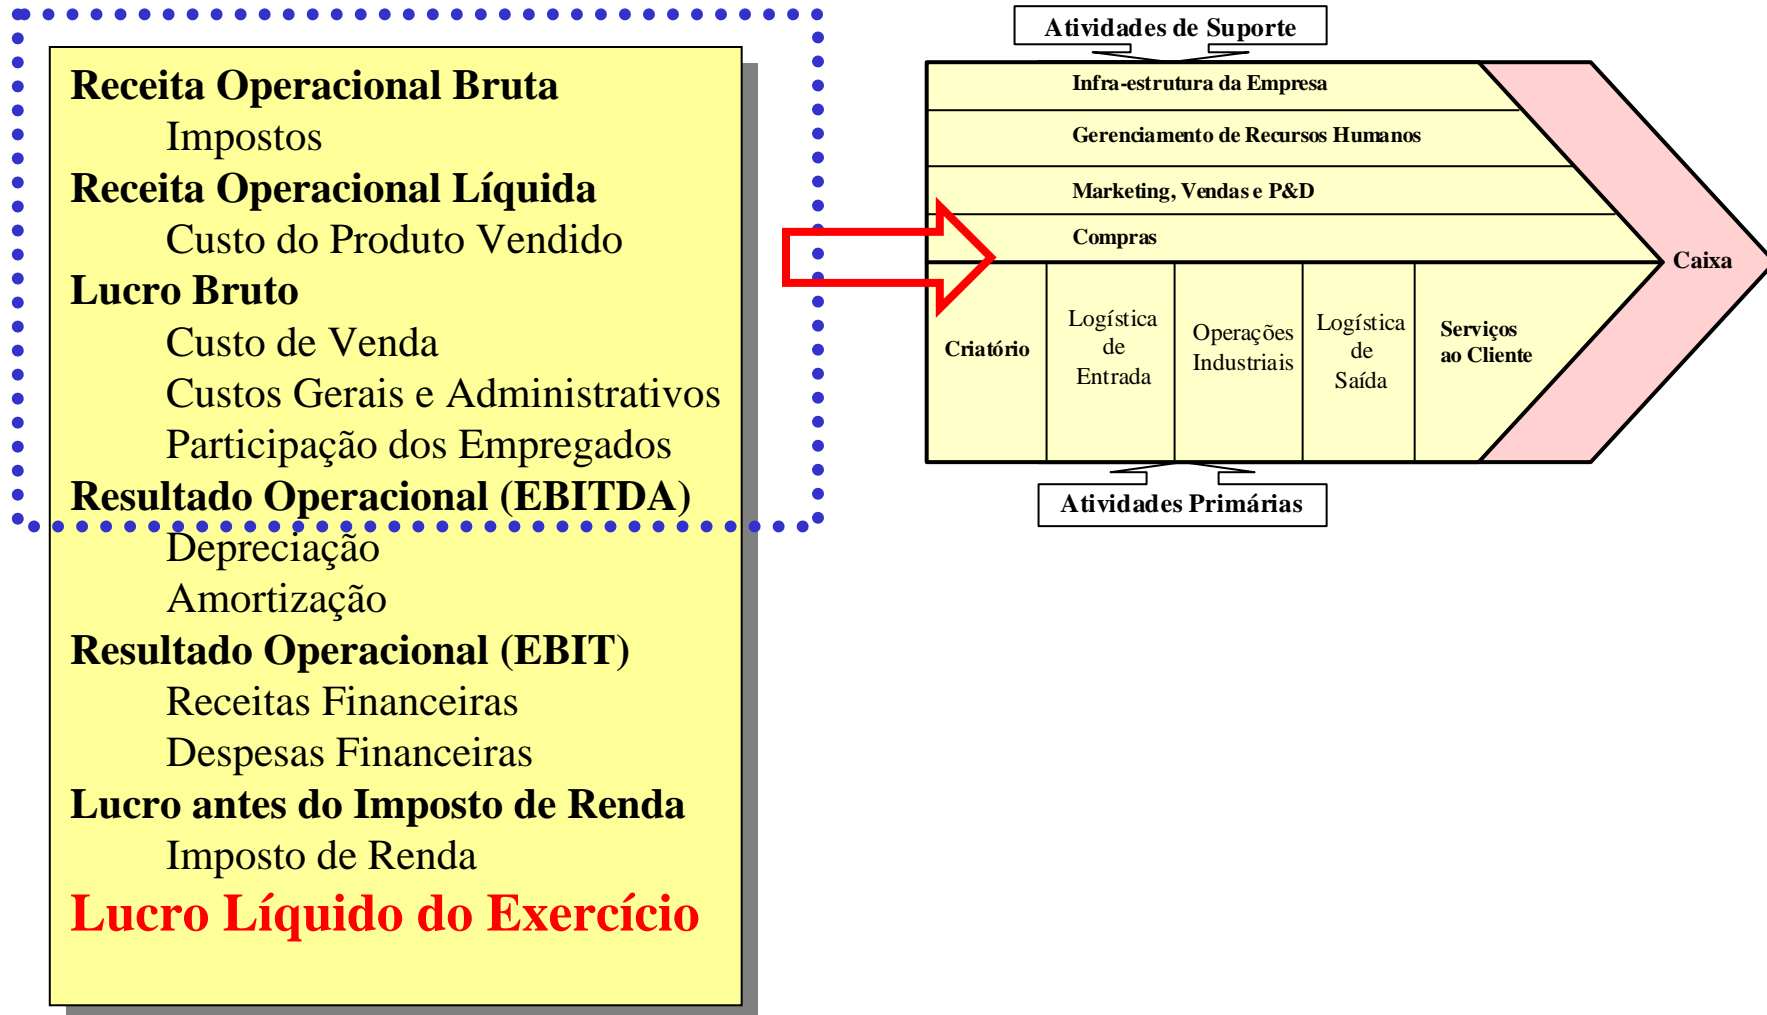 Receita Operacional Bruta
Impostos
Receita Operacional Líquida
Custo do Produto Vendido
Lucro Bruto
Custo de Venda
Custos Gerais e Administrativos
Participação dos Empregados
Resultado Operacional (EBITDA)
Depreciação
Amortização
Resultado Operacional (EBIT)
Receitas Financeiras
Despesas Financeiras
Lucro antes do Imposto de Renda
Imposto de Renda
Lucro Líquido do Exercício
Atividades de Suporte
Infra-estrutura da Empresa
Gerenciamento de Recursos Humanos
Marketing, Vendas e P&D
Compras
Criatório
Logística
de
Entrada
Operações
Industriais
Logística
de
Saída
Serviços
ao Cliente
Caixa
Atividades Primárias